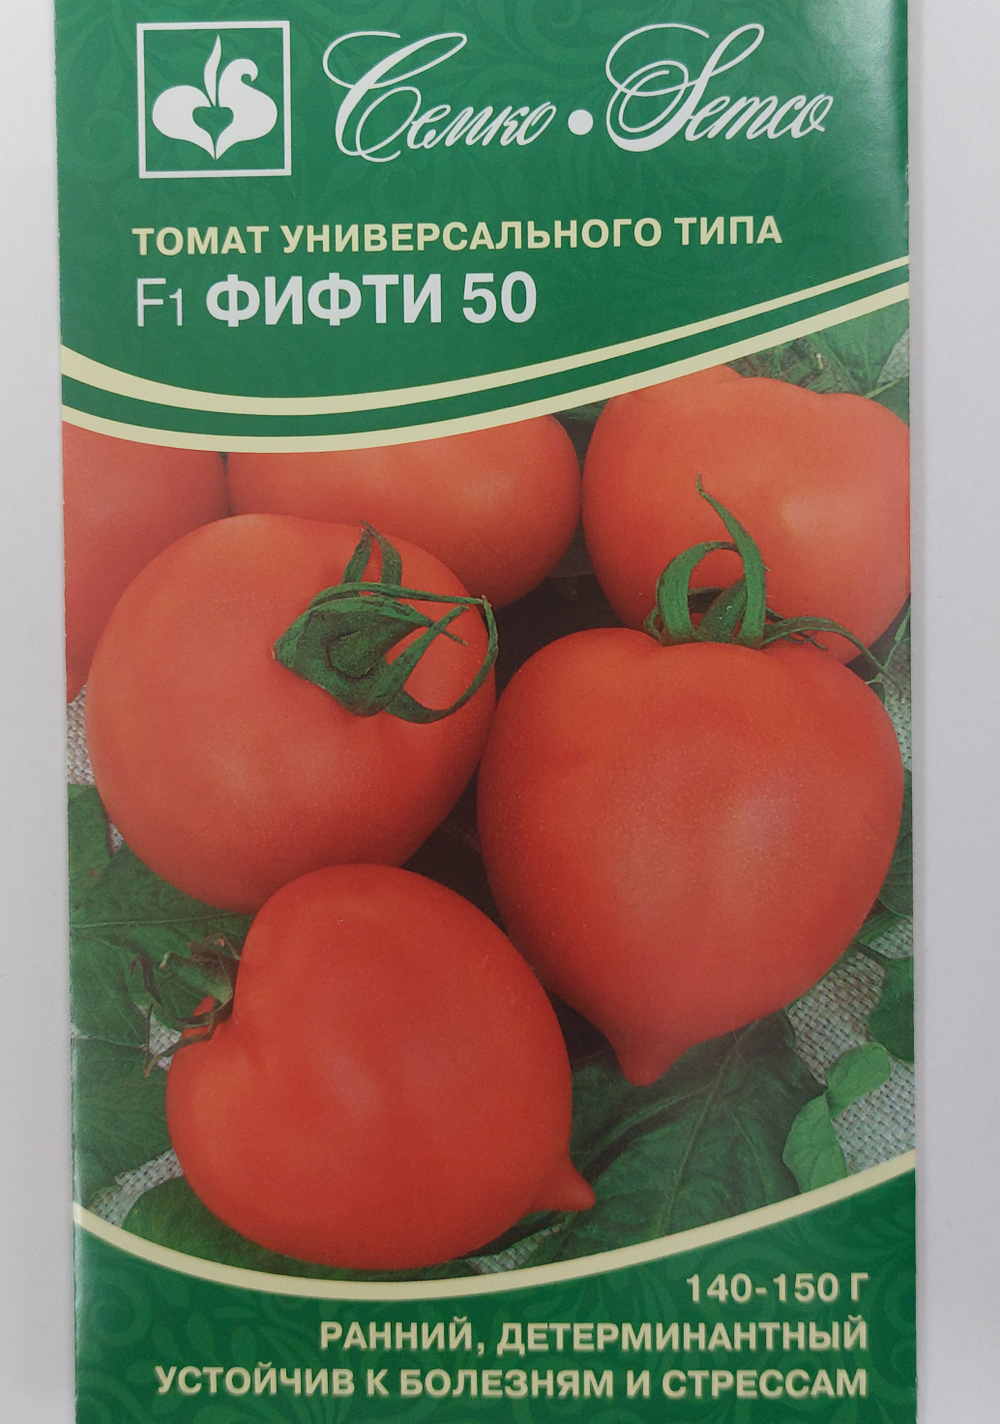 Семко • Semco
ТОМАТ УНИВЕРСАЛЬНОГО ТИПА
F1 ФИФТИ 50
140-150 Г
РАННИЙ, ДЕТЕРМИНАНТНЫЙ
УСТОЙЧИВ К БОЛЕЗНЯМ И СТРЕССАМ